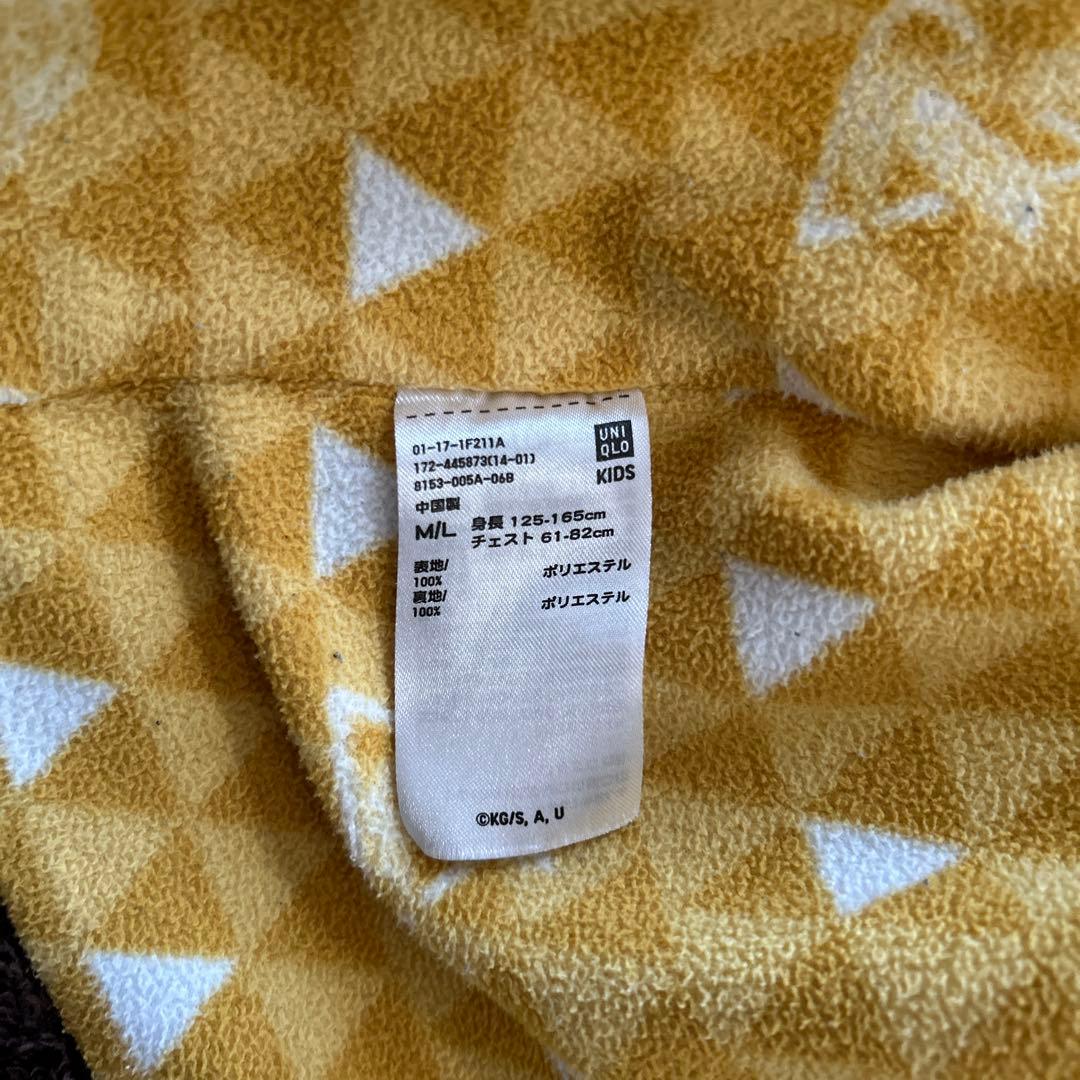 01-17-1F211A
172-445873(14-01)
8153-005A-06B
UNI
QLO
KIDS
中国製
M/L 身長 125-165cm
チェスト 61-82cm
表地/
100% ポリエステル
裏地/
100% ポリエステル
©KG/S, A, U